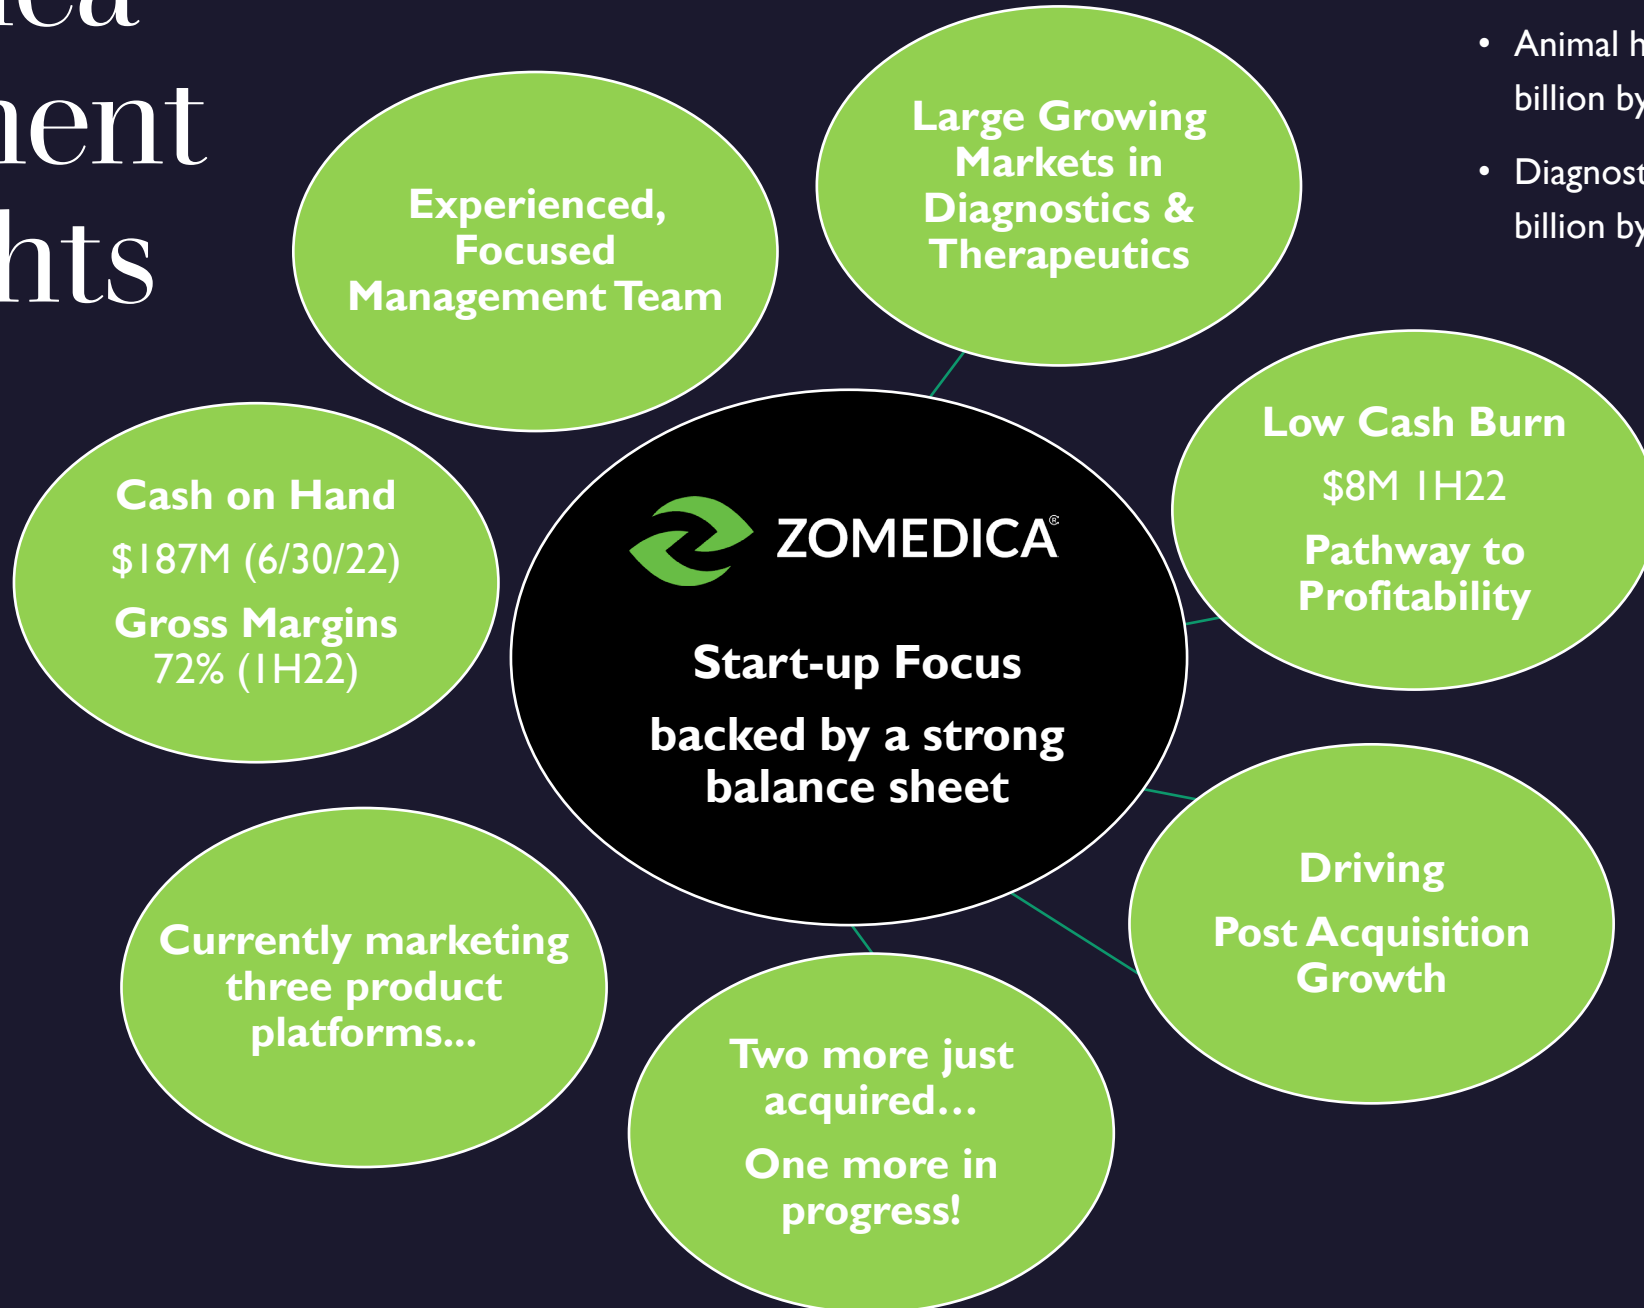 Experienced,
Focused
Management Team
Large Growing
Markets in
Diagnostics &
Therapeutics
• Animal
billion by
•
billion by
Cash on Hand
$187M (6/30/22)
Gross Margins
72% (1H22)
ZOMEDICA®
Start-up Focus
backed by a strong
balance sheet
Low Cash Burn
$8M 1H22
Pathway to
Profitability
Driving
Post Acquisition
Growth
Currently marketing
three product
platforms...
Two more just
acquired...
One more in
progress!